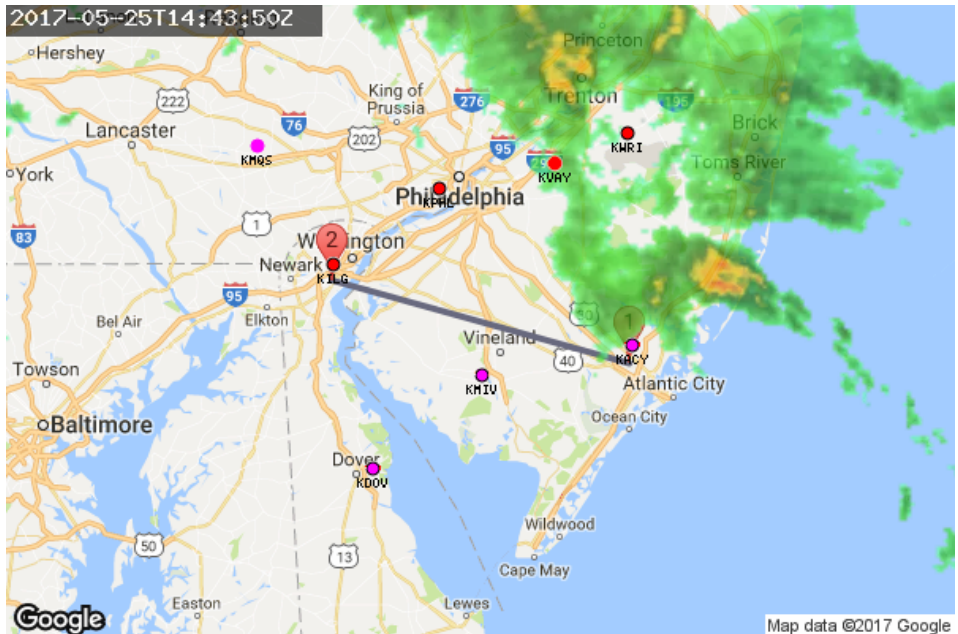 2017-05-25T14:43:50Z
Hershey
Princeton
King of
Prussia
276
Trenton
195
222
76
Lancaster
202
Brick
95
KWRI
KMQS
295
Toms River
York
KVAY
Philadelphia
KPHL
1
83
2
Wilmington
Newark
KILG
95
Elkton
30
1
Bel Air
Vineland
40
KACY
Towson
KMIV
Atlantic City
Ocean City
Baltimore
Dover
KDOV
Wildwood
50
13
Cape May
Easton
Lewes
Google
Map data ©2017 Google